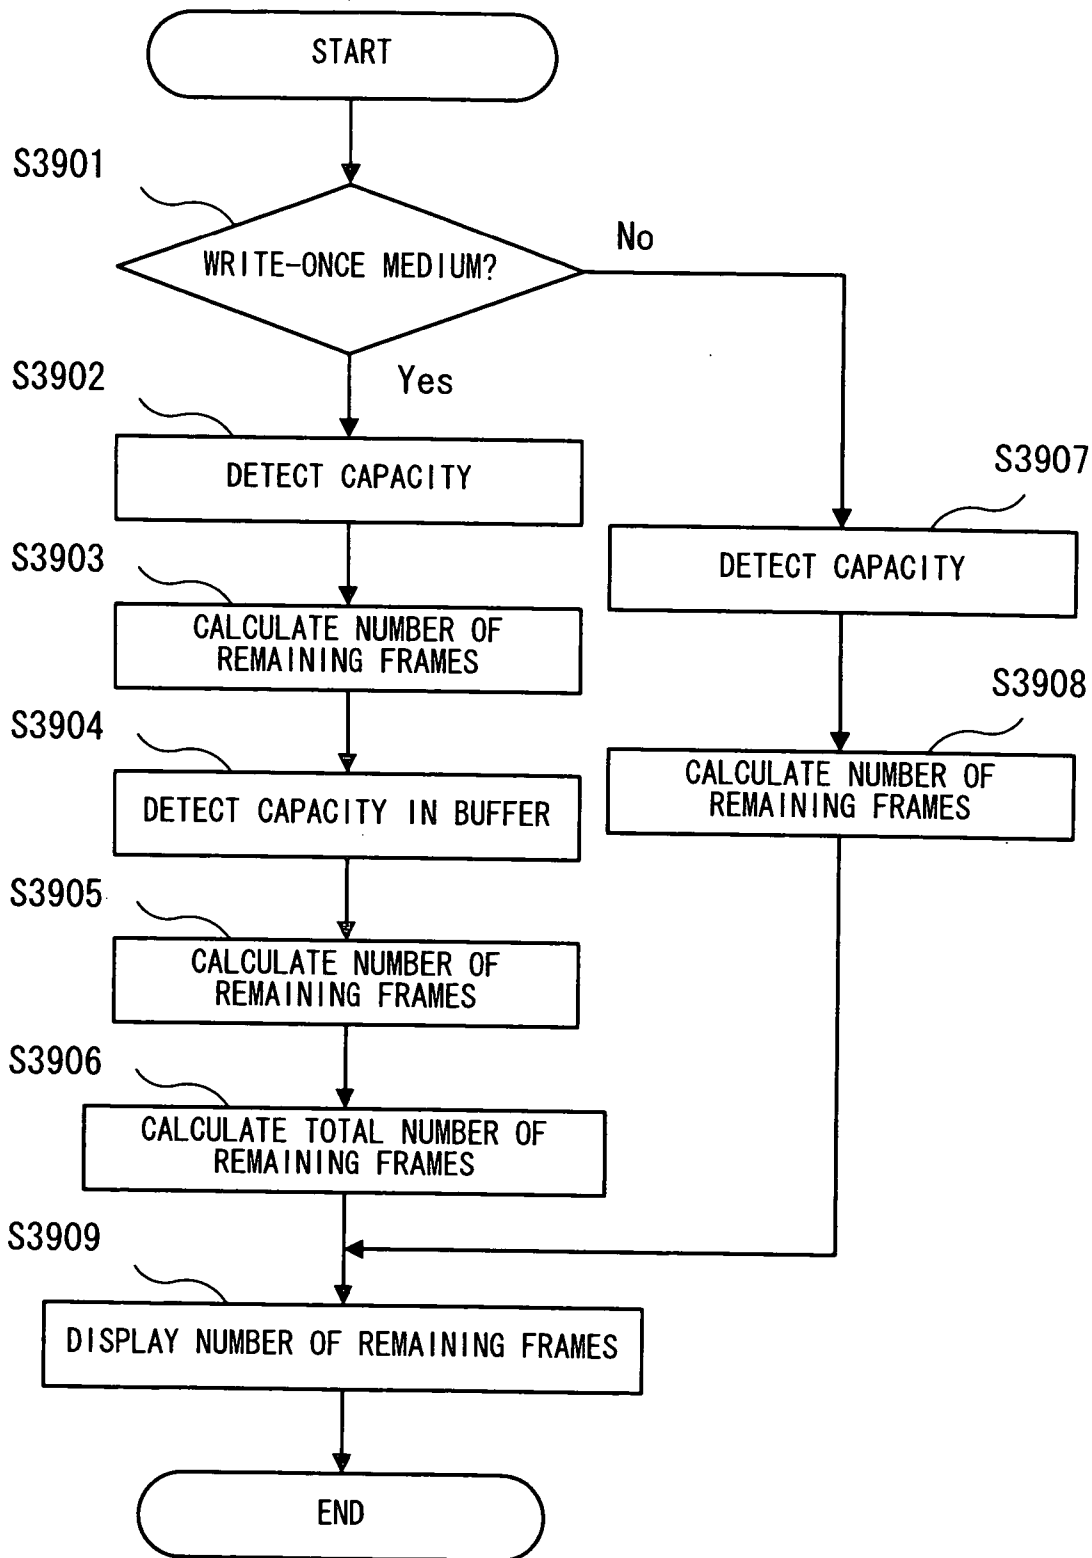 START
S3901
WRITE-ONCE MEDIUM?
No
Yes
S3902
DETECT CAPACITY
S3907
DETECT CAPACITY
S3903
CALCULATE NUMBER OF
REMAINING FRAMES
S3908
CALCULATE NUMBER OF
REMAINING FRAMES
S3904
DETECT CAPACITY IN BUFFER
S3905
CALCULATE NUMBER OF
REMAINING FRAMES
S3906
CALCULATE TOTAL NUMBER OF
REMAINING FRAMES
S3909
DISPLAY NUMBER OF REMAINING FRAMES
END